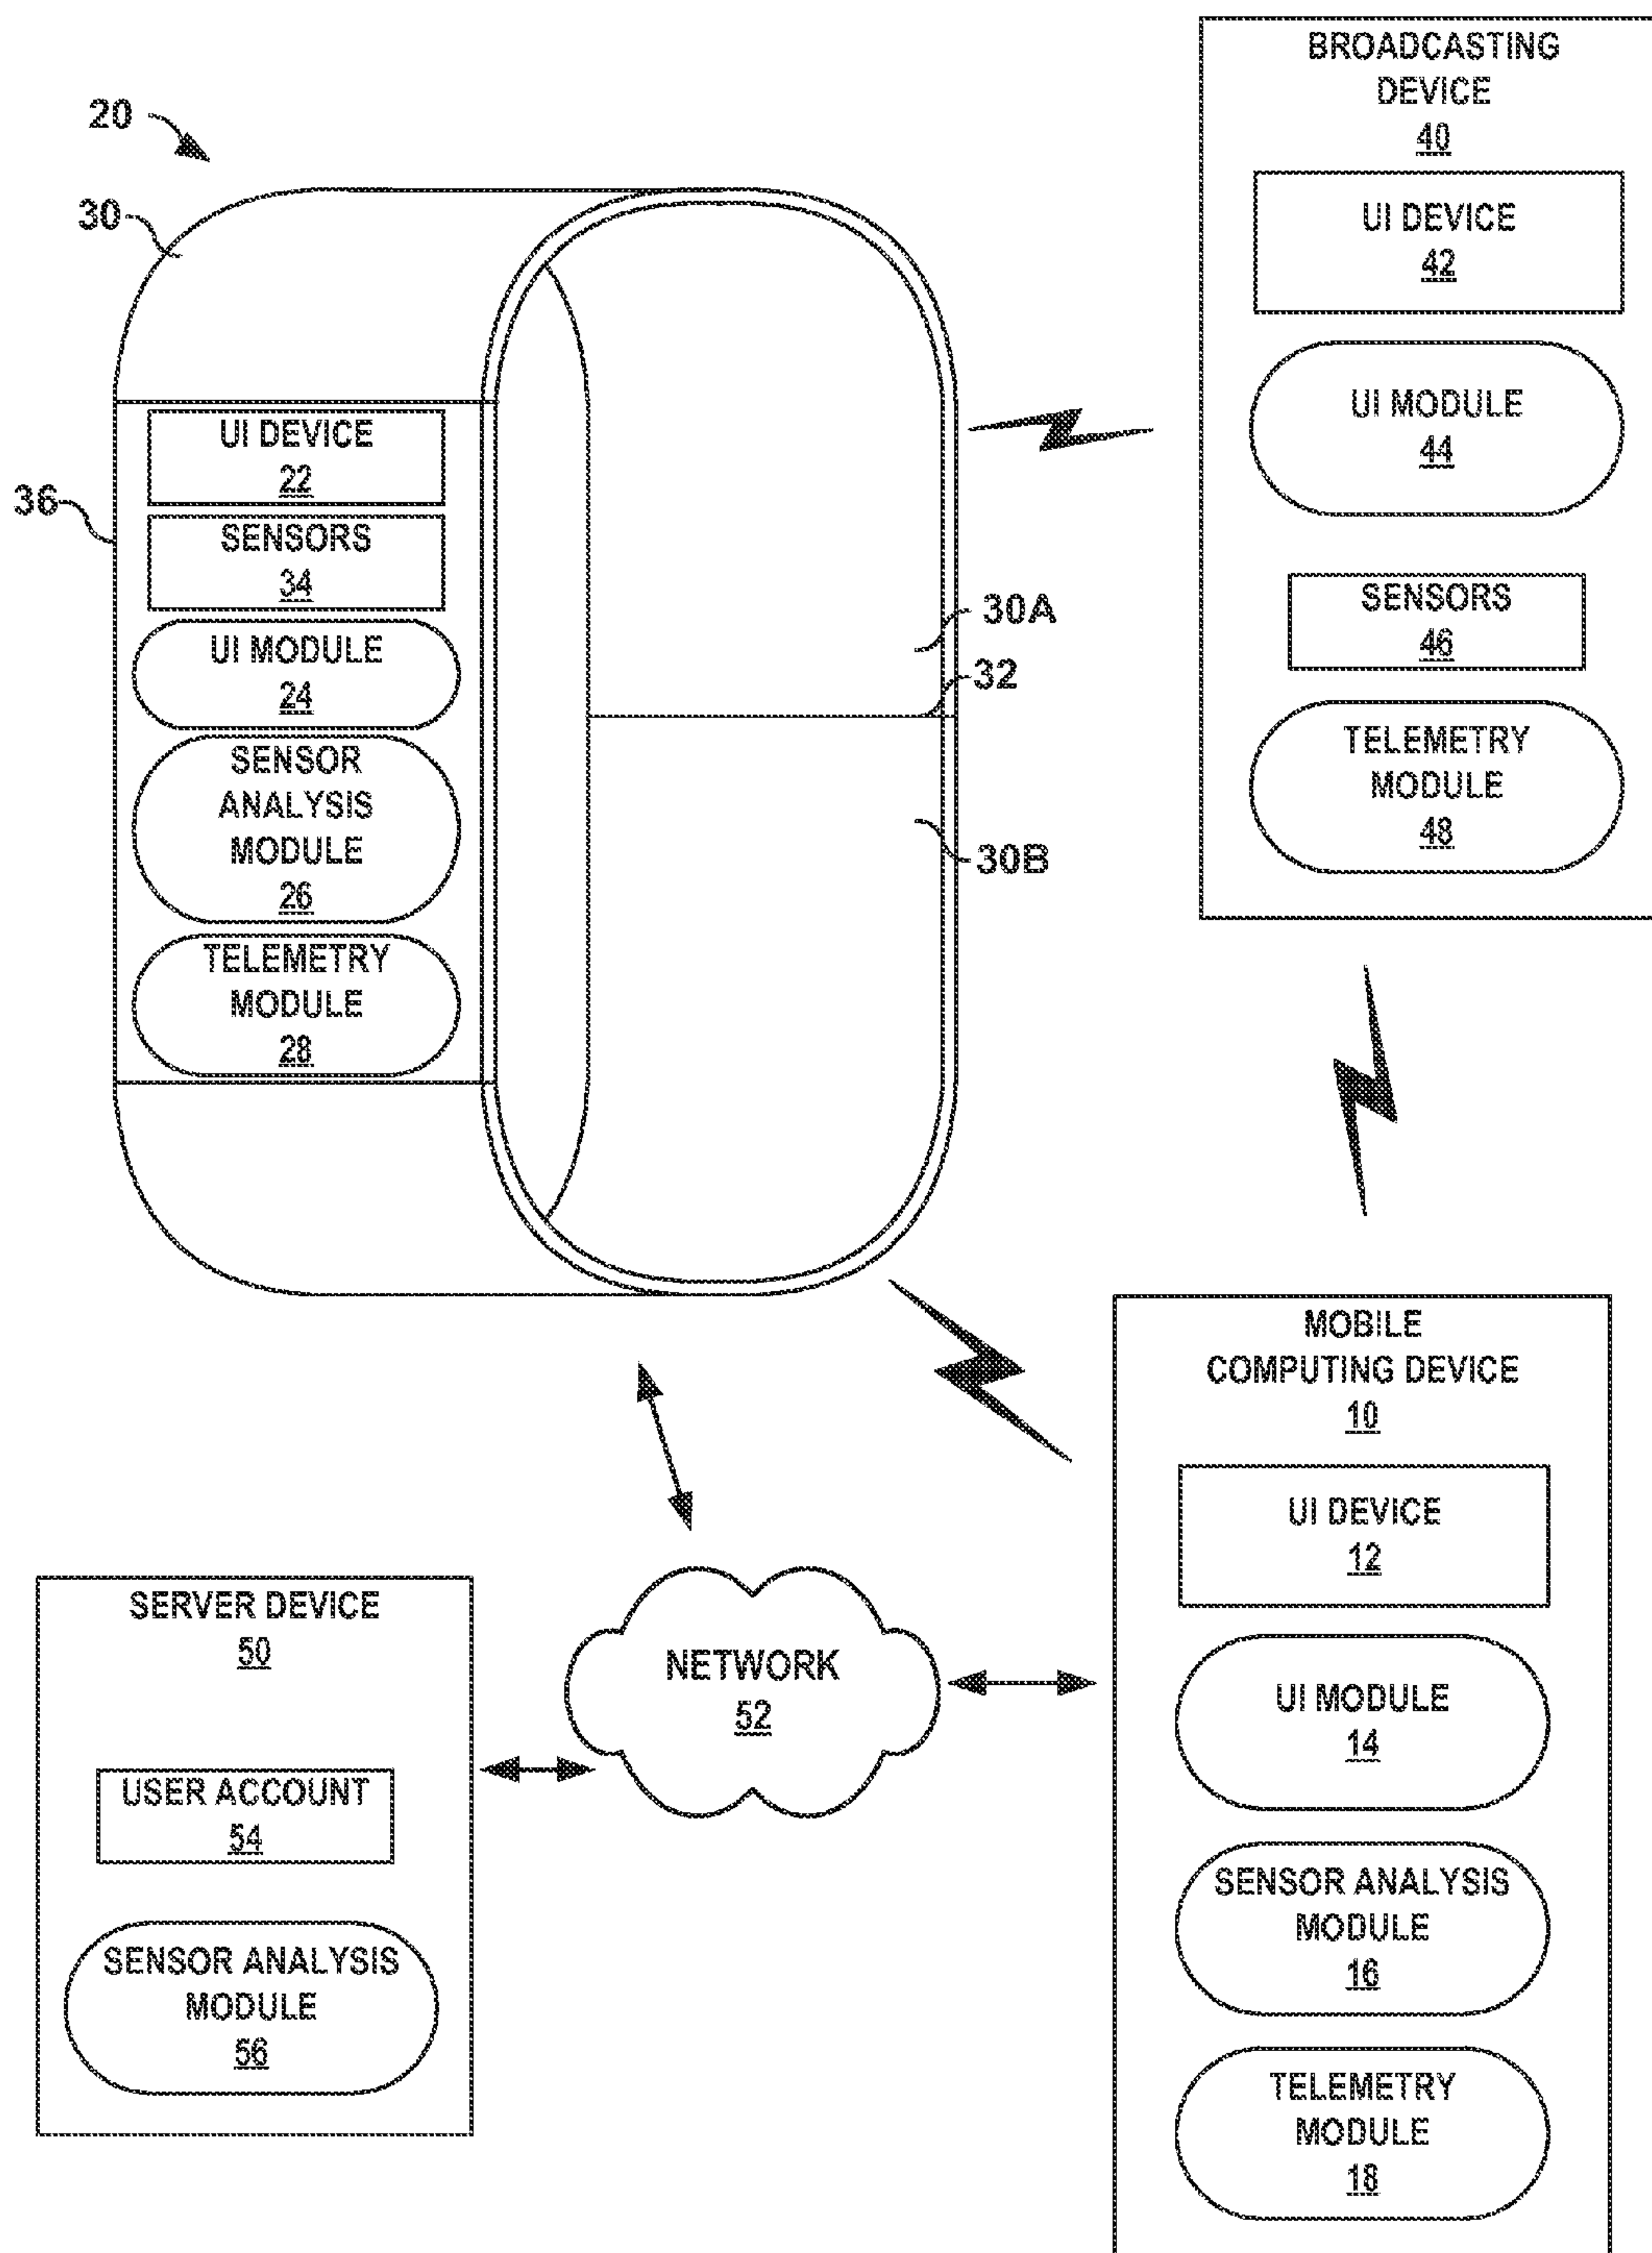 20
30
36
UI DEVICE
22
SENSORS
34
UI MODULE
24
SENSOR
ANALYSIS
MODULE
26
TELEMETRY
MODULE
28
30A
32
30B
BROADCASTING
DEVICE
40
UI DEVICE
42
UI MODULE
44
SENSORS
46
TELEMETRY
MODULE
48
MOBILE
COMPUTING DEVICE
10
UI DEVICE
12
UI MODULE
14
SENSOR ANALYSIS
MODULE
16
TELEMETRY
MODULE
18
NETWORK
52
SERVER DEVICE
50
USER ACCOUNT
54
SENSOR ANALYSIS
MODULE
56